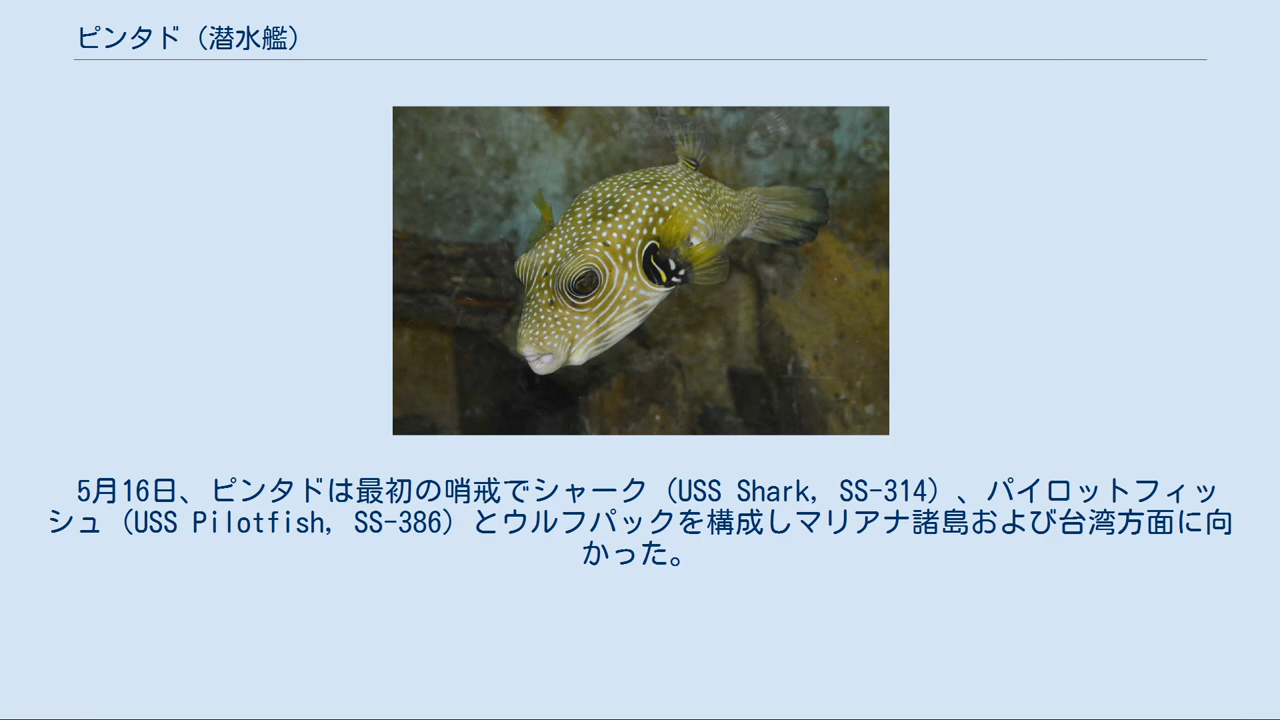 ピンタド（潜水艦）
5月16日、ピンタドは最初の哨戒でシャーク（USS Shark, SS-314）、パイロットフィッ
シュ（USS Pilotfish, SS-386）とウルフパックを構成しマリアナ諸島および台湾方面に向
かった。